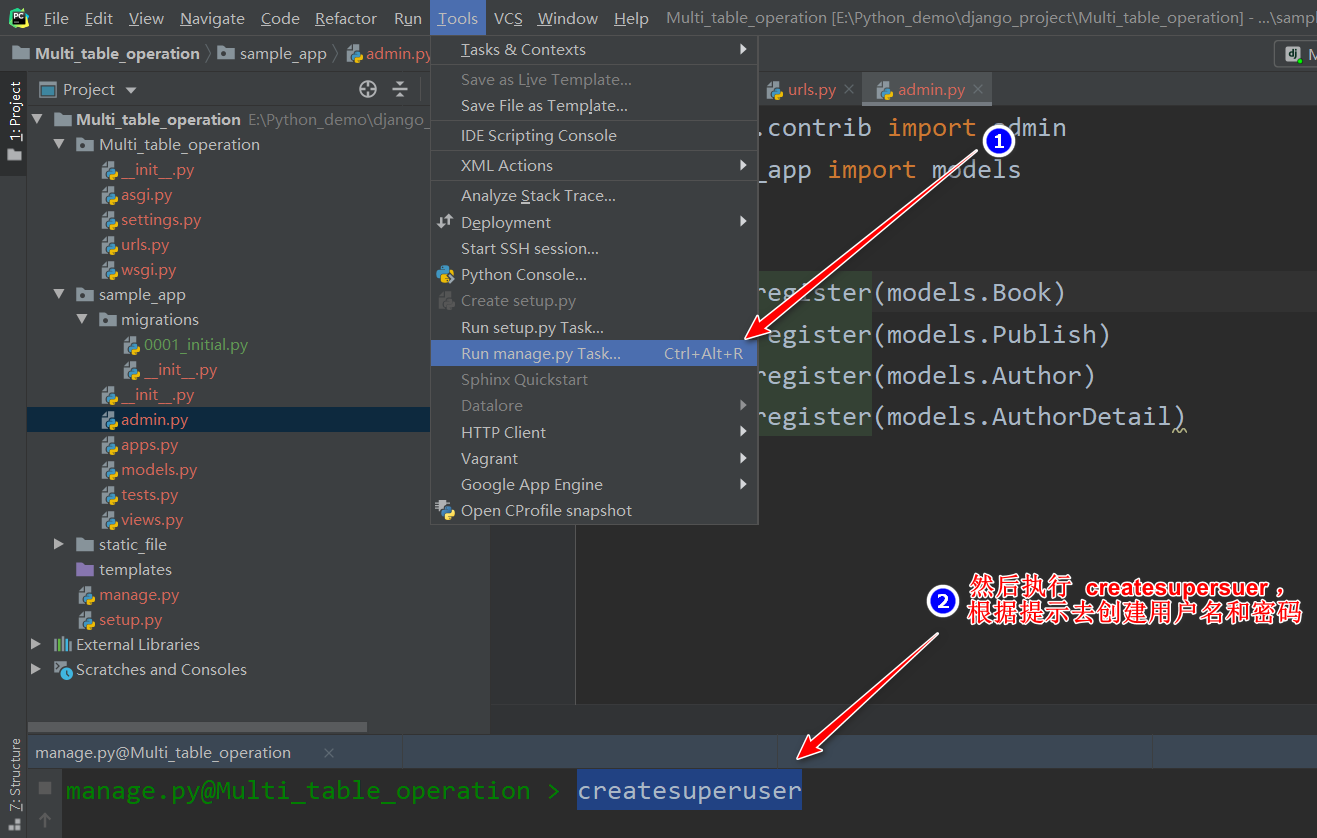 PC File Edit View Navigate Code Refactor Run Tools VCS Window Help Multi_table_operation [E:\Python_demo\django_project\Multi_table_operation] - ...\samp
Multi_table_operation sample_app admin.py
dj
1: Project
Project
urls.py admin.py
Multi_table_operation E:\Python_demo\django_
Multi_table_operation
__init__.py
asgi.py
settings.py
urls.py
wsgi.py
sample_app
migrations
0001_initial.py
__init__.py
__init__.py
admin.py
apps.py
models.py
tests.py
views.py
static_file
templates
manage.py
setup.py
External Libraries
Scratches and Consoles
Tasks & Contexts
Save as Live Template...
Save File as Template...
IDE Scripting Console
XML Actions
Analyze Stack Trace...
Deployment
Start SSH session...
Python Console...
Create setup.py
Run setup.py Task...
Run manage.py Task... Ctrl+Alt+R
Sphinx Quickstart
Datalore
HTTP Client
Vagrant
Google App Engine
Open CProfile snapshot
.contrib import admin
_app import models
register(models.Book)
register(models.Publish)
register(models.Author)
register(models.AuthorDetail)
1
2
然后执行 createsupersuer，
根据提示去创建用户名和密码
Z: Structure
manage.py@Multi_table_operation
manage.py@Multi_table_operation > createsuperuser